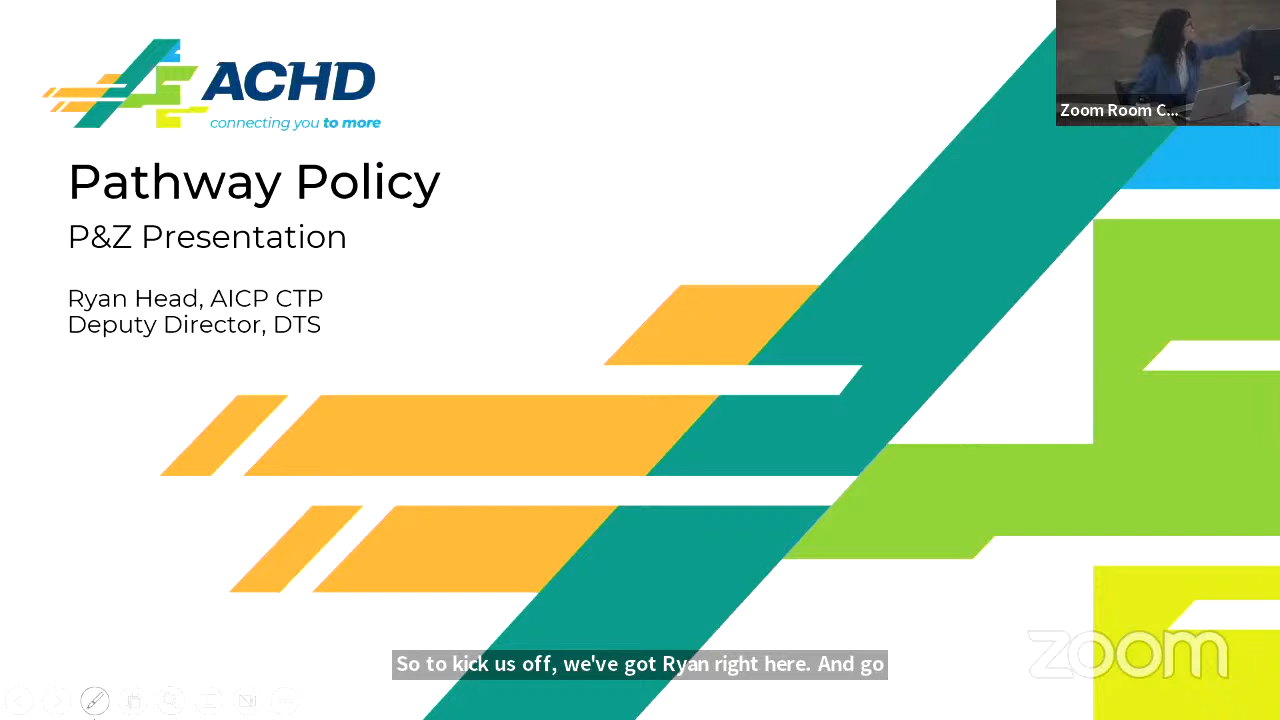 ACHD
connecting you to more
Zoom Room C...
Pathway Policy
P&Z Presentation
Ryan Head, AICP CTP
Deputy Director, DTS
So to kick us off, we've got Ryan right here. And go
zoom